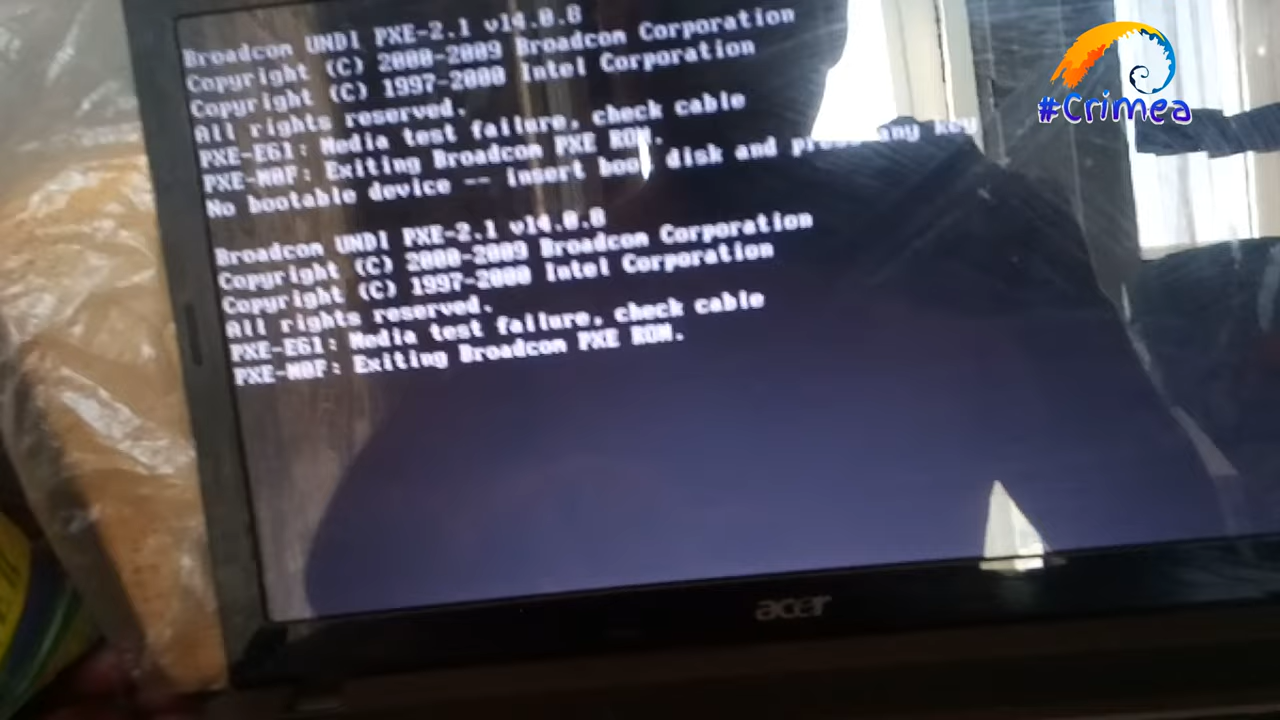 Broadcom UNDI PXE-2.1 v14.0.8
Copyright (C) 2000-2009 Broadcom Corporation
Copyright (C) 1997-2000 Intel Corporation
All rights reserved.
PXE-E61: Media test failure, check cable
PXE-M0F: Exiting Broadcom PXE ROM.
No bootable device -- insert boot disk and press any key
Broadcom UNDI PXE-2.1 v14.0.8
Copyright (C) 2000-2009 Broadcom Corporation
Copyright (C) 1997-2000 Intel Corporation
All rights reserved.
PXE-E61: Media test failure, check cable
PXE-M0F: Exiting Broadcom PXE ROM.
acer
#Crimea